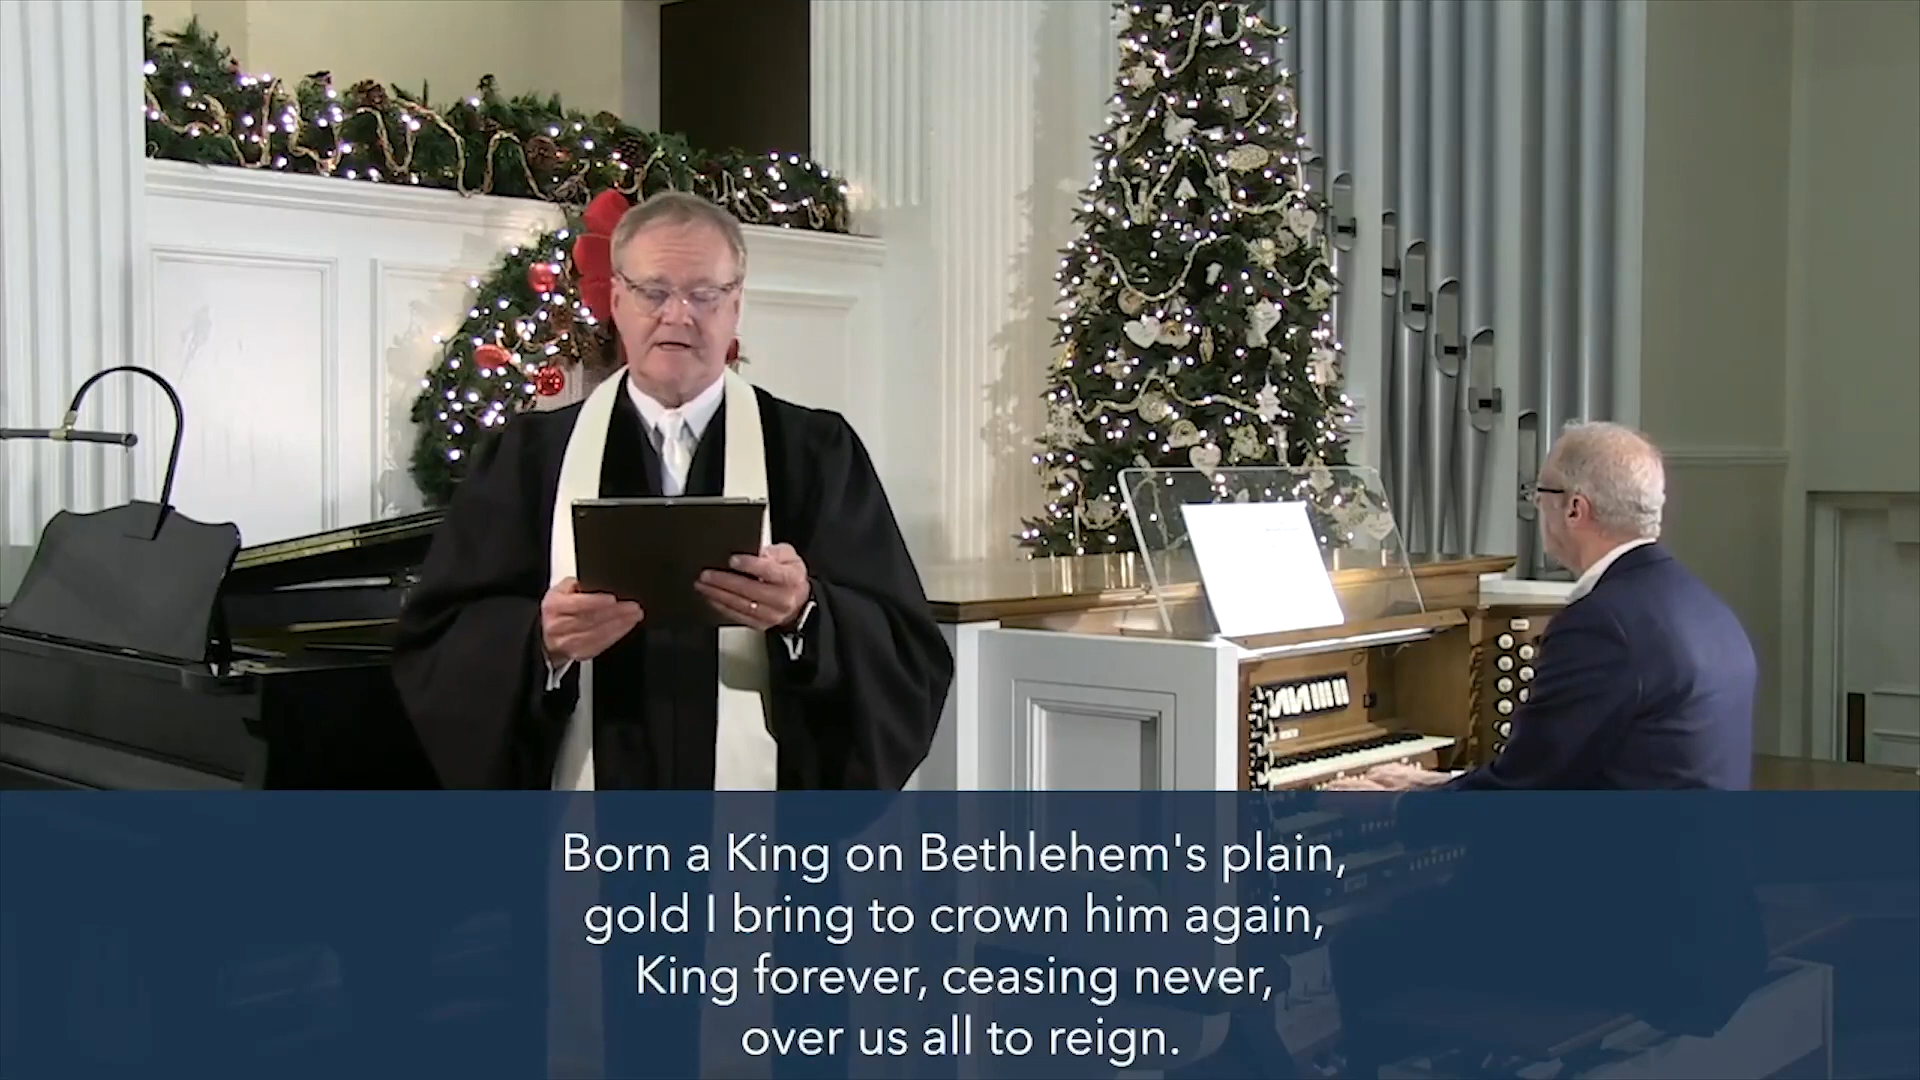 Born a King on Bethlehem's plain,
gold I bring to crown him again,
King forever, ceasing never,
over us all to reign.